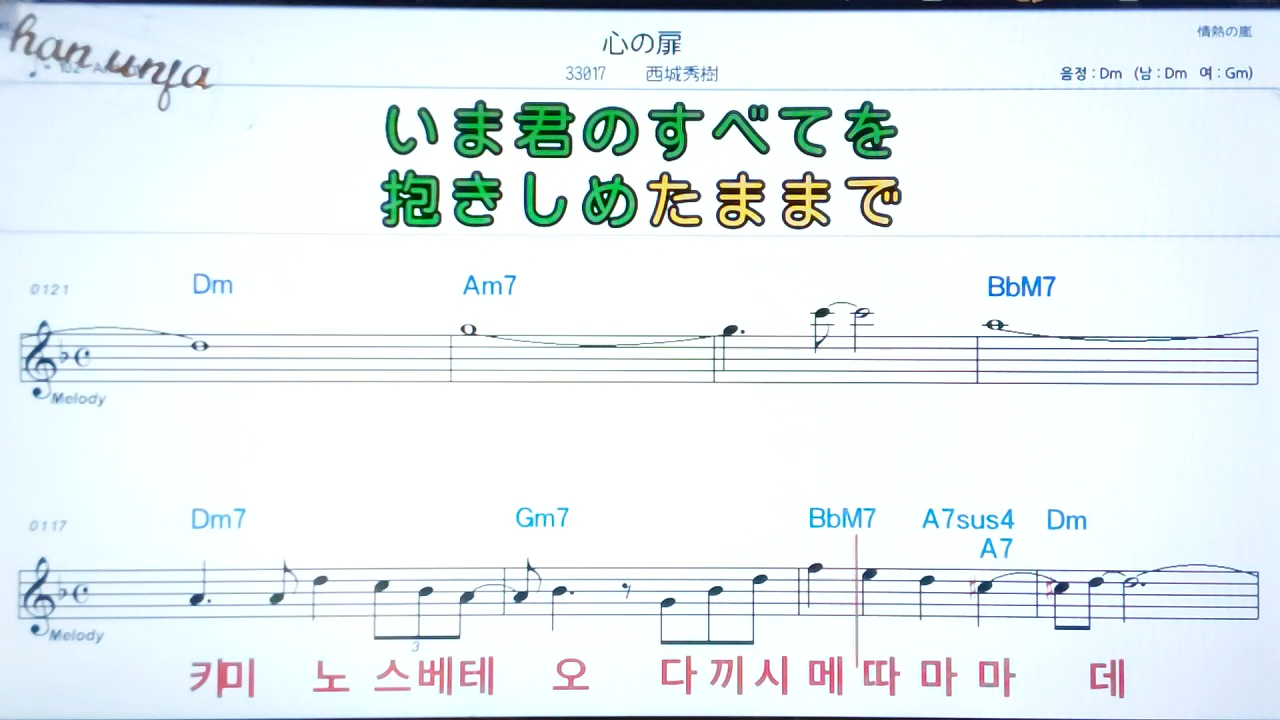 han unja
心の扉
情熱の嵐
33017 西城秀樹
음정 : Dm (남 : Dm 여 : Gm)
いま君のすべてを
抱きしめたままで
0121
Dm Am7 BbM7
Melody
0117
Dm7 Gm7 BbM7 A7sus4 Dm
A7
Melody
3
키미 노 스베테 오 다끼시메 따 마 마 데